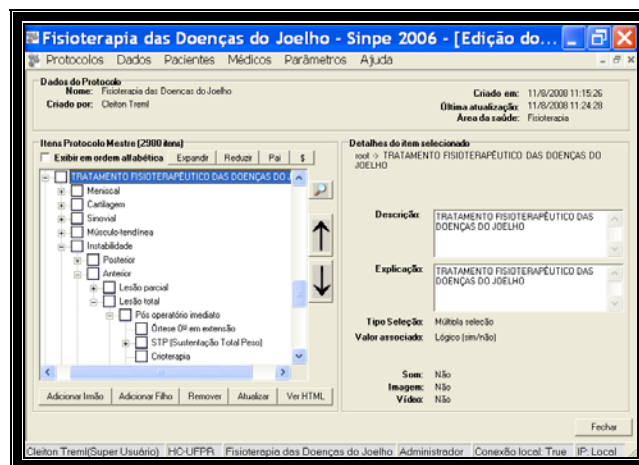 Fisioterapia das Doenças do Joelho - Sinpe 2006 - [Edição do...
Protocolos Dados Pacientes Médicos Parâmetros Ajuda
Dados do Protocolo
Nome: Fisioterapia das Doenças do Joelho
Criado por: Cleiton Treml
Criado em: 11/8/2008 11:15:26
Última atualização: 11/8/2008 11:24:28
Área da saúde: Fisioterapia
Itens Protocolo Mestre (2980 itens)
Exibir em ordem alfabética Expandir Reduzir Pai $
TRATAMENTO FISIOTERAPÊUTICO DAS DOENÇAS DO J
Meniscal
Cartilagem
Sinovial
Músculo-tendínea
Instabilidade
Posterior
Anterior
Lesão parcial
Lesão total
Pós operatório imediato
Órtese 0º em extensão
STP (Sustentação Total Peso)
Crioterapia
Adicionar Irmão Adicionar Filho Remover Atualizar Ver HTML
Detalhes do item selecionado
root -> TRATAMENTO FISIOTERAPÊUTICO DAS DOENÇAS DO
JOELHO
Descrição: TRATAMENTO FISIOTERAPÊUTICO DAS
DOENÇAS DO JOELHO
Explicação: TRATAMENTO FISIOTERAPÊUTICO DAS
DOENÇAS DO JOELHO
Tipo Seleção: Múltipla seleção
Valor associado: Lógico (sim/não)
Som: Não
Imagem: Não
Vídeo: Não
Fechar
Cleiton Treml(Super Usuário) HC-UFPR Fisioterapia das Doenças do Joelho Administrador Conexão local: True IP: Local